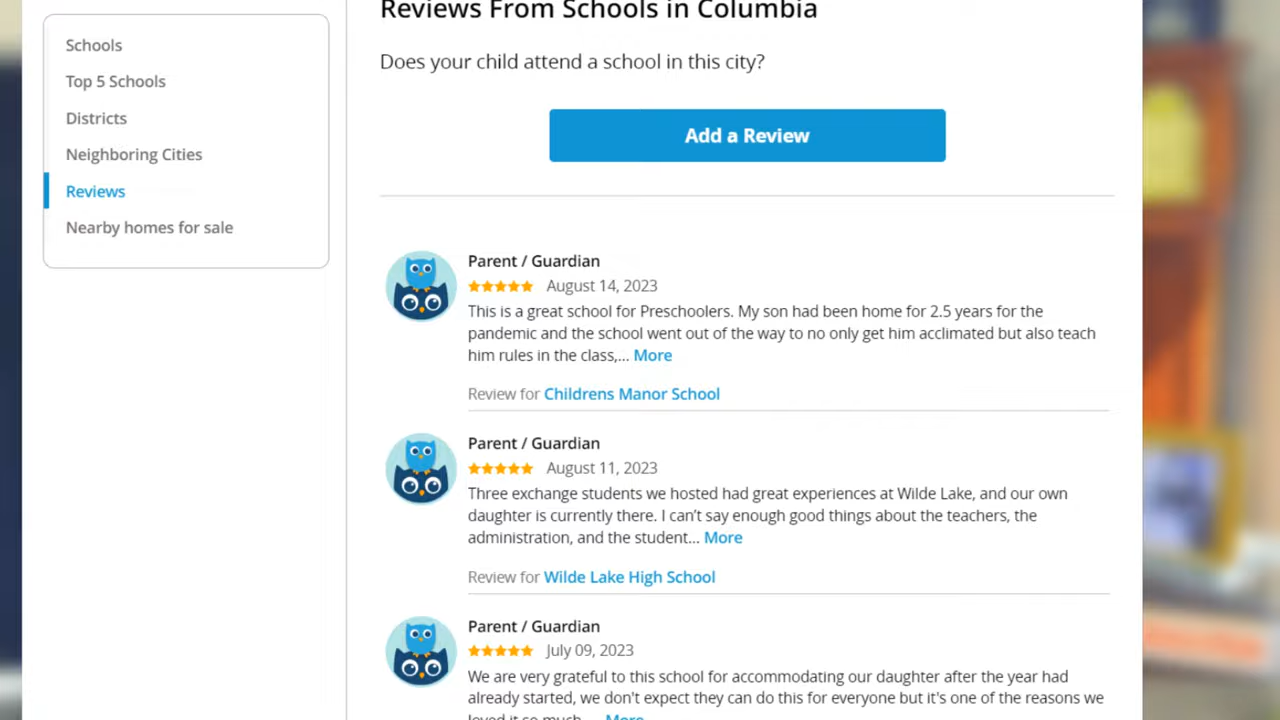 Schools
Top 5 Schools
Districts
Neighboring Cities
Reviews
Nearby homes for sale
Reviews From Schools in Columbia
Does your child attend a school in this city?
Add a Review
Parent / Guardian
August 14, 2023
This is a great school for Preschoolers. My son had been home for 2.5 years for the
pandemic and the school went out of the way to no only get him acclimated but also teach
him rules in the class,... More
Review for Childrens Manor School
Parent / Guardian
August 11, 2023
Three exchange students we hosted had great experiences at Wilde Lake, and our own
daughter is currently there. I can't say enough good things about the teachers, the
administration, and the student... More
Review for Wilde Lake High School
Parent / Guardian
July 09, 2023
We are very grateful to this school for accommodating our daughter after the year had
already started, we don't expect they can do this for everyone but it's one of the reasons we
loved it so much.... More